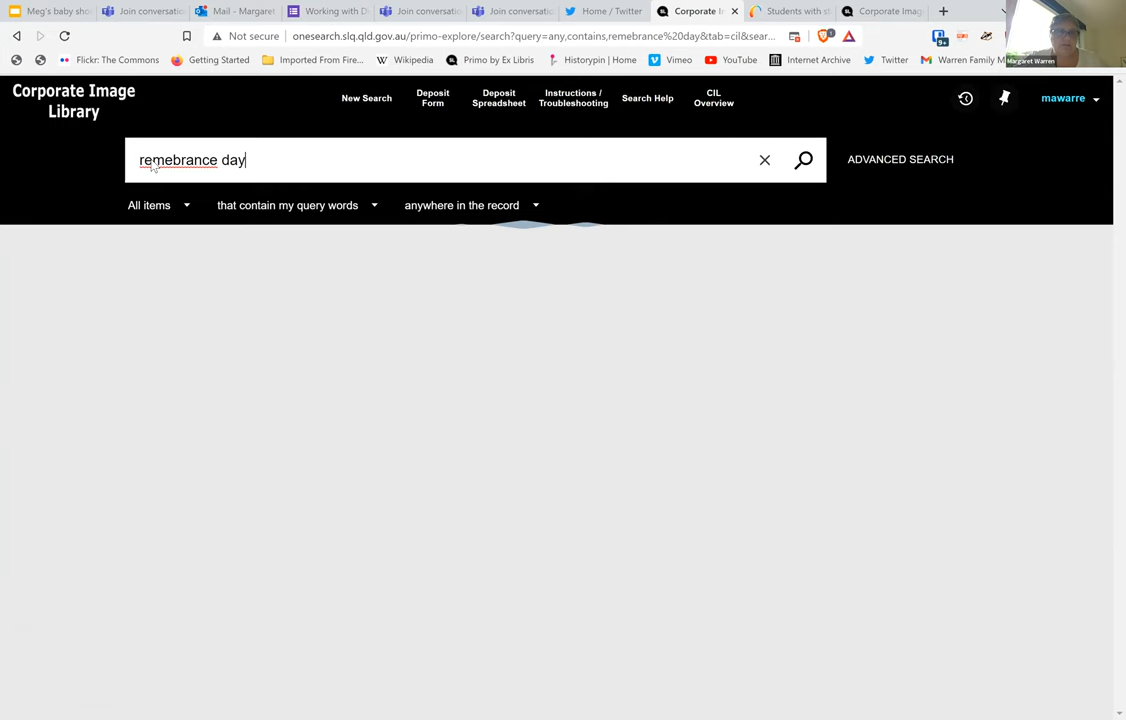 Meg's baby sho
Join conversatio
Mail - Margaret
Working with D
Join conversatio
Join conversatio
Home / Twitter
Corporate I
Students with st
Corporate Imag
Not secure
onesearch.slq.qld.gov.au/primo-explore/search?query=any,contains,remebrance%20day&tab=cil&sear...
Flickr: The Commons
Getting Started
Imported From Fire...
Wikipedia
Primo by Ex Libris
Historypin | Home
Vimeo
YouTube
Internet Archive
Twitter
Warren Family M
Margaret Warren
Corporate Image
Library
New Search
Deposit
Form
Deposit
Spreadsheet
Instructions /
Troubleshooting
Search Help
CIL
Overview
mawarre
remebrance day
ADVANCED SEARCH
All items
that contain my query words
anywhere in the record